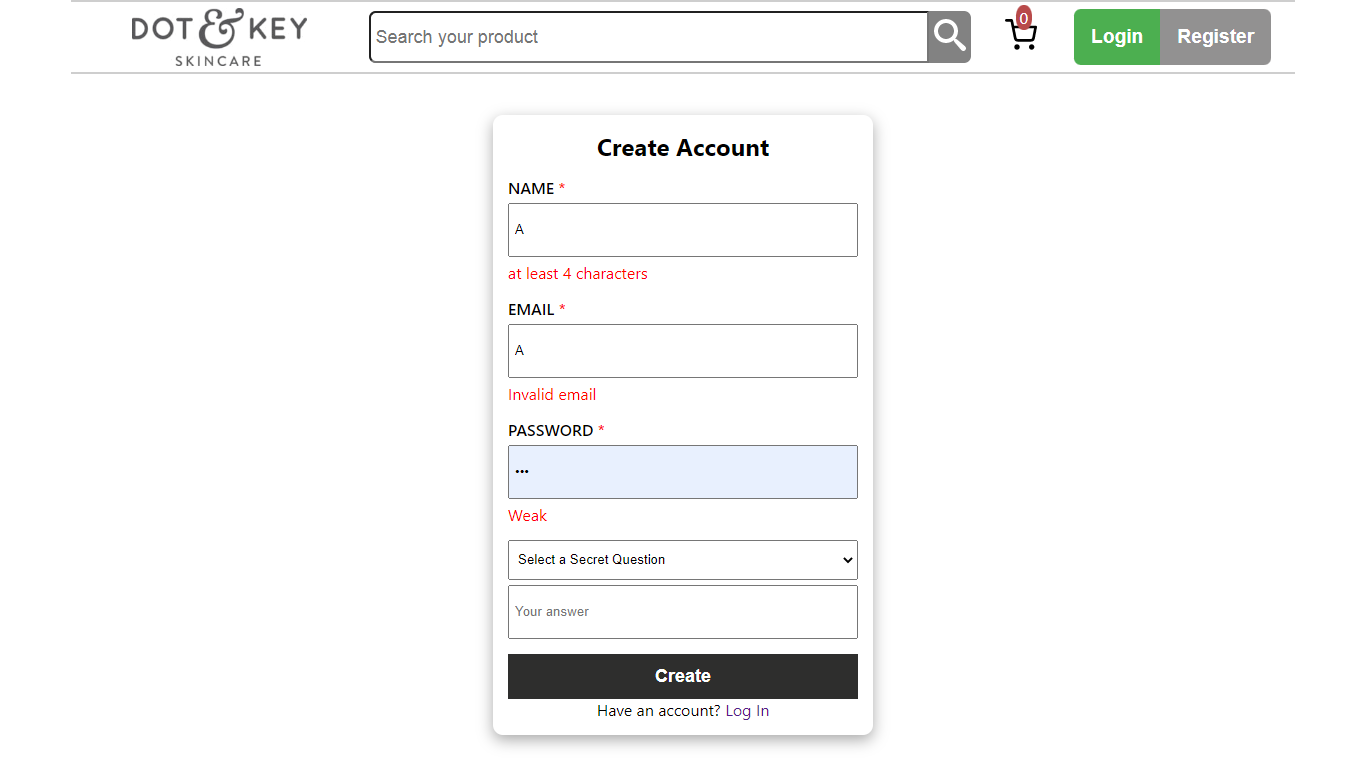 DOT & KEY
SKINCARE
Search your product
0
Login
Register
Create Account
NAME *
A
at least 4 characters
EMAIL *
A
Invalid email
PASSWORD *
•••
Weak
Select a Secret Question
Your answer
Create
Have an account? Log In